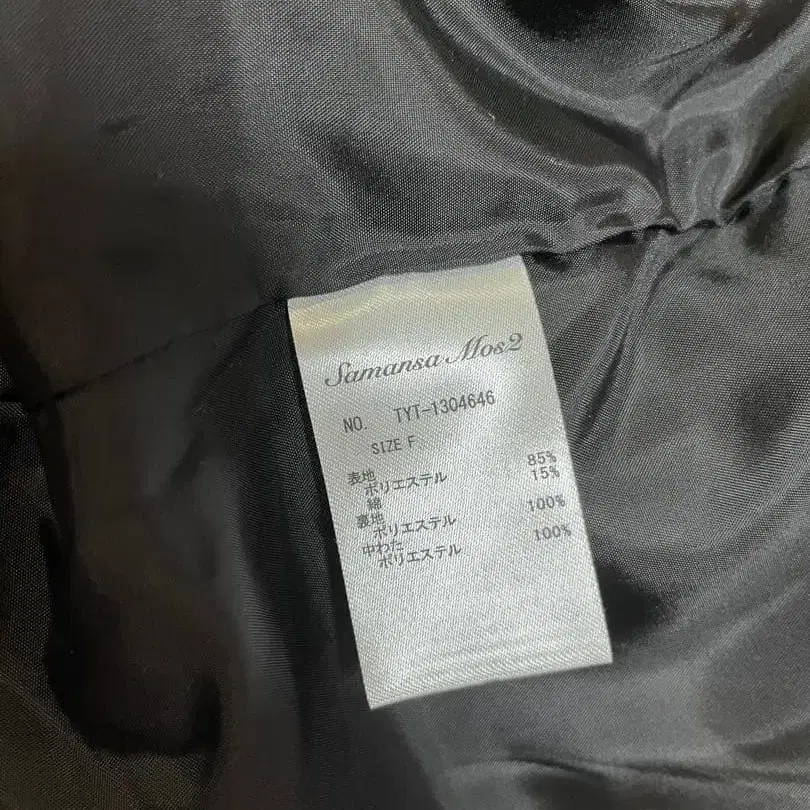 Samansa Mos2
NO. TYT-1304646
SIZE F
表地
ポリエステル 85%
綿 15%
裏地
ポリエステル 100%
中わた
ポリエステル 100%